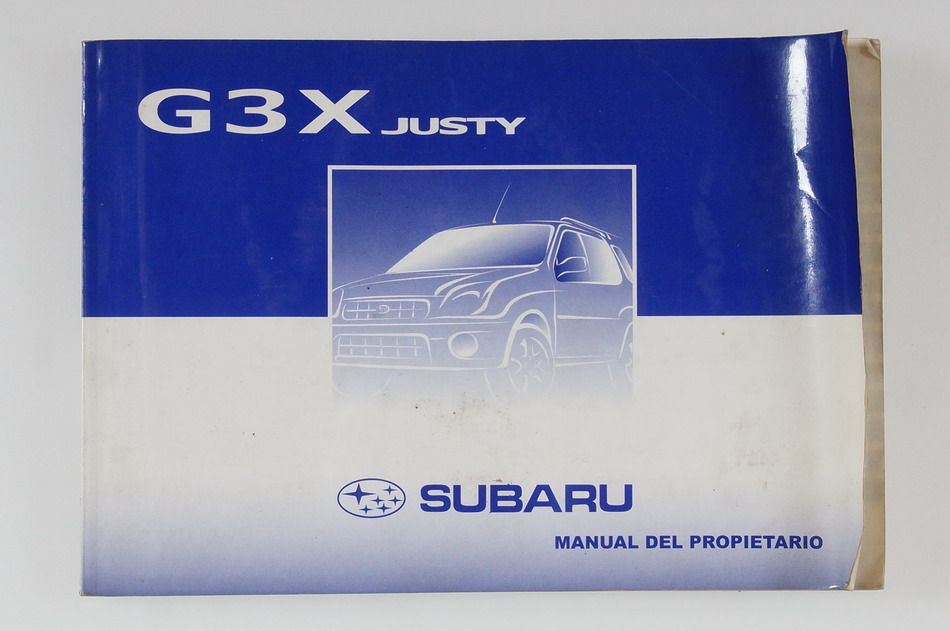 G3X JUSTY
SUBARU
MANUAL DEL PROPIETARIO